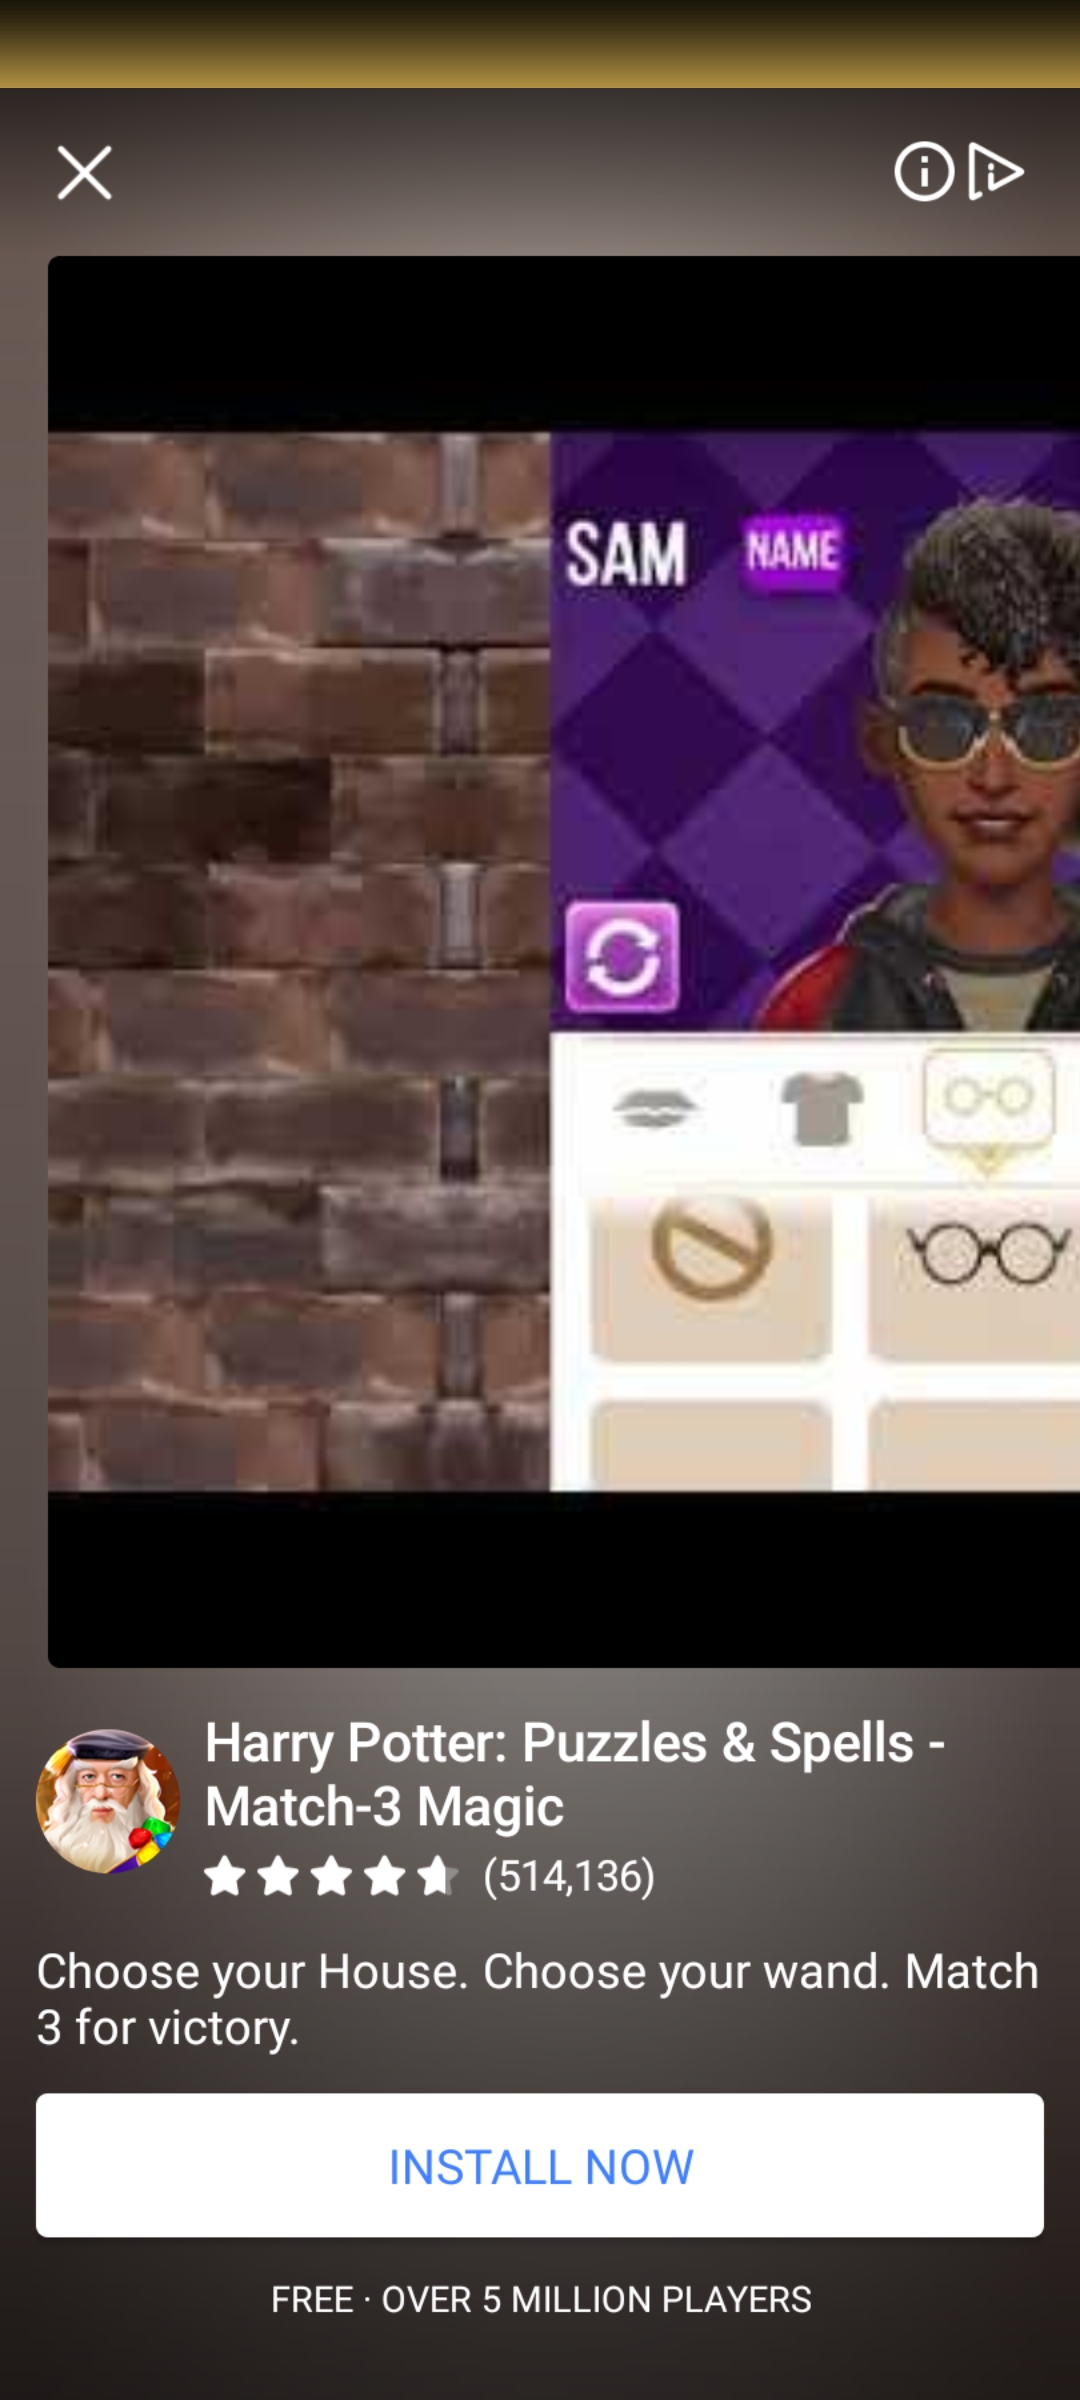 SAM
NAME
Harry Potter: Puzzles & Spells -
Match-3 Magic
(514,136)
Choose your House. Choose your wand. Match
3 for victory.
INSTALL NOW
FREE · OVER 5 MILLION PLAYERS